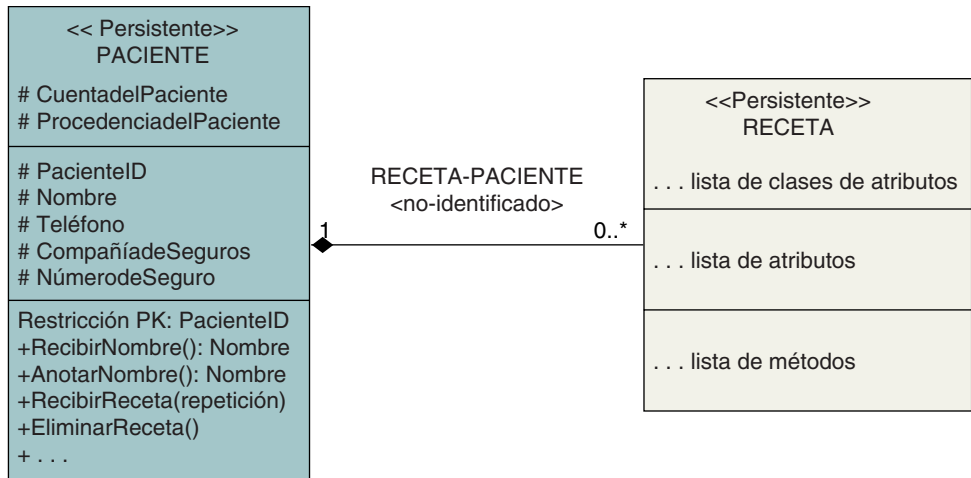 << Persistente>>
PACIENTE
# CuentadelPaciente
# ProcedenciadelPaciente
# PacienteID
# Nombre
# Teléfono
# CompañíadeSeguros
# NúmerodeSeguro
Restricción PK: PacienteID
+RecibirNombre(): Nombre
+AnotarNombre(): Nombre
+RecibirReceta(repetición)
+EliminarReceta()
+ . . .
RECETA-PACIENTE
<no-identificado>
1
0..*
<<Persistente>>
RECETA
. . . lista de clases de atributos
. . . lista de atributos
. . . lista de métodos